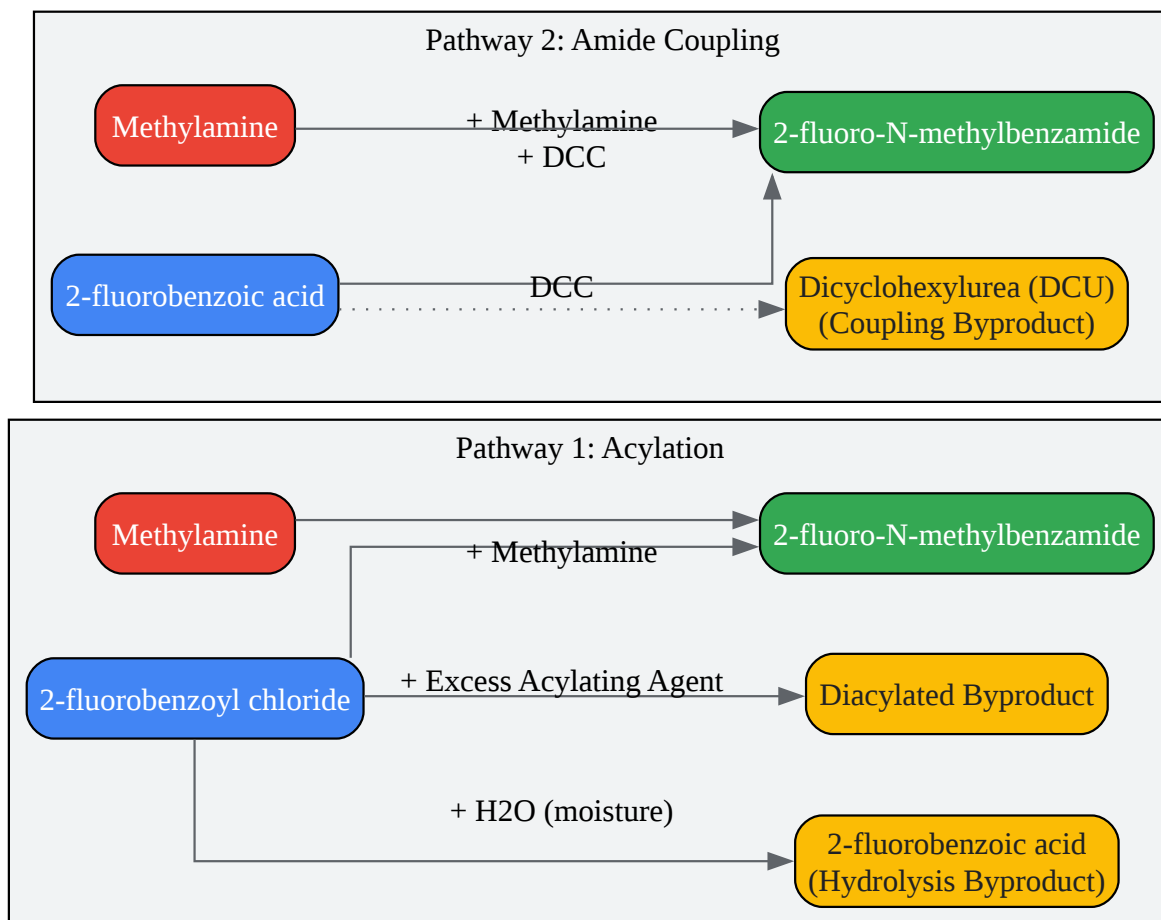 Pathway 2: Amide Coupling
Methylamine
+ Methylamine
+ DCC
2-fluoro-N-methylbenzamide
2-fluorobenzoic acid
DCC
Dicyclohexylurea (DCU)
(Coupling Byproduct)
Pathway 1: Acylation
Methylamine
+ Methylamine
2-fluoro-N-methylbenzamide
2-fluorobenzoyl chloride
+ Excess Acylating Agent
Diacylated Byproduct
+ H2O (moisture)
2-fluorobenzoic acid
(Hydrolysis Byproduct)